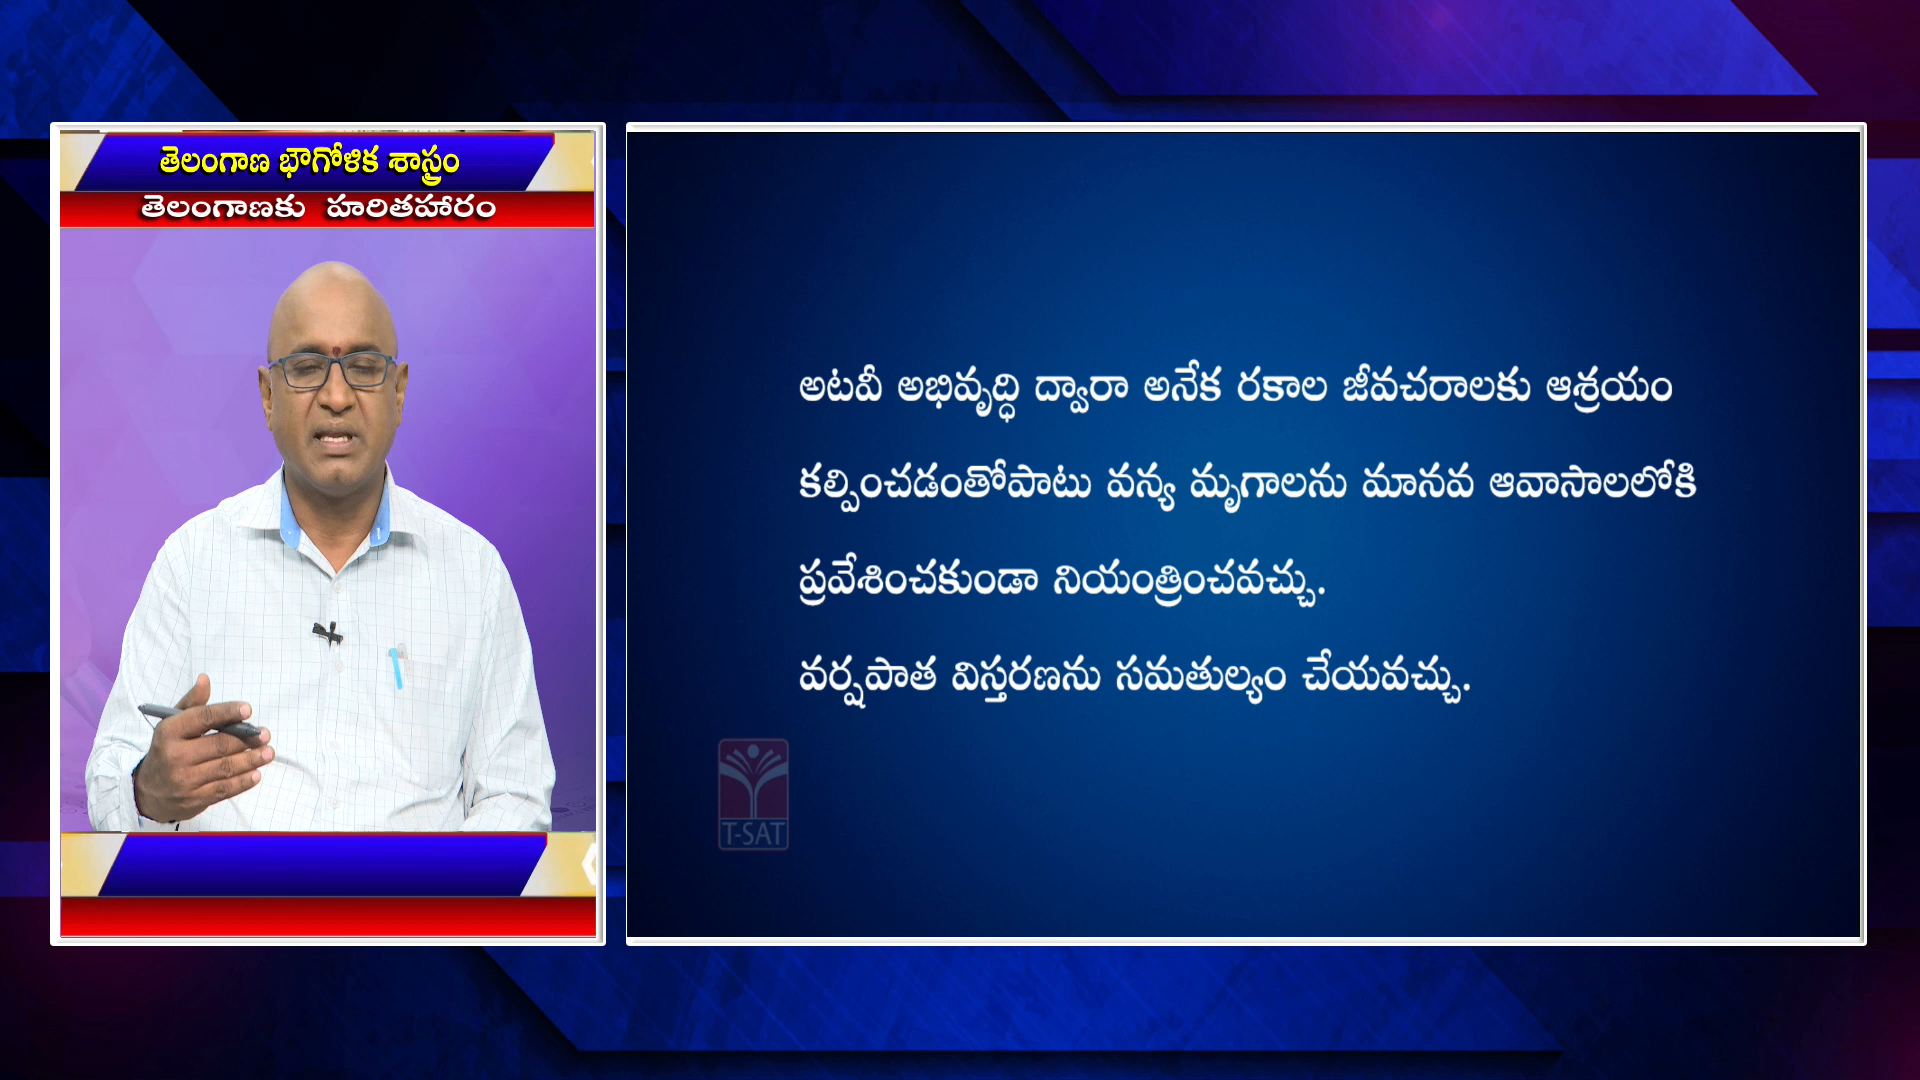 తెలంగాణ భౌగోళిక శాస్త్రం
తెలంగాణకు హరితహారం
అటవీ అభివృద్ధి ద్వారా అనేక రకాల జీవచరాలకు ఆశ్రయం
కల్పించడంతోపాటు వన్య మృగాలను మానవ ఆవాసాలలోకి
ప్రవేశించకుండా నియంత్రించవచ్చు.
వర్షపాత విస్తరణను సమతుల్యం చేయవచ్చు.
T-SAT